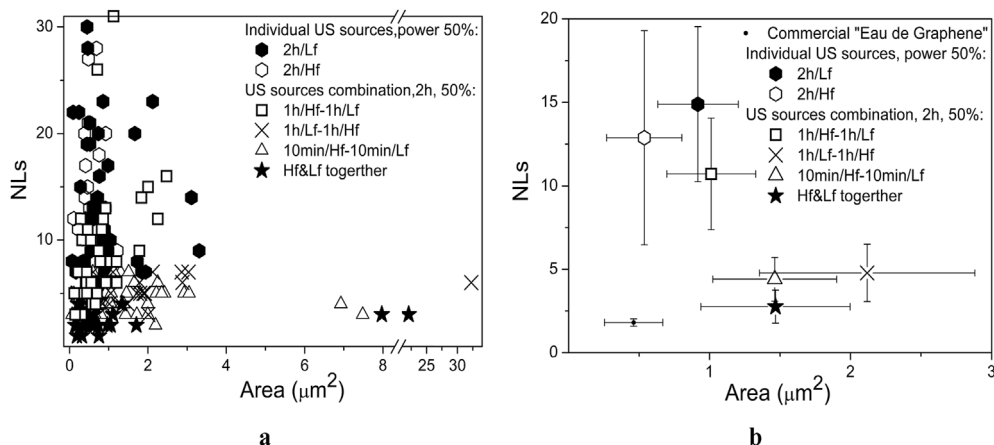 30
20
10
NLs
0
2
4
6
8
25
30
Area (μm²)
Individual US sources,power 50%:
2h/Lf
2h/Hf
US sources combination,2h, 50%:
1h/Hf-1h/Lf
1h/Lf-1h/Hf
10min/Hf-10min/Lf
Hf&Lf togerther
a
20
15
10
5
0
NLs
1
2
3
Area (μm²)
Commercial "Eau de Graphene"
Individual US sources, power 50%:
2h/Lf
2h/Hf
US sources combination, 2h, 50%:
1h/Hf-1h/Lf
1h/Lf-1h/Hf
10min/Hf-10min/Lf
Hf&Lf togerther
b